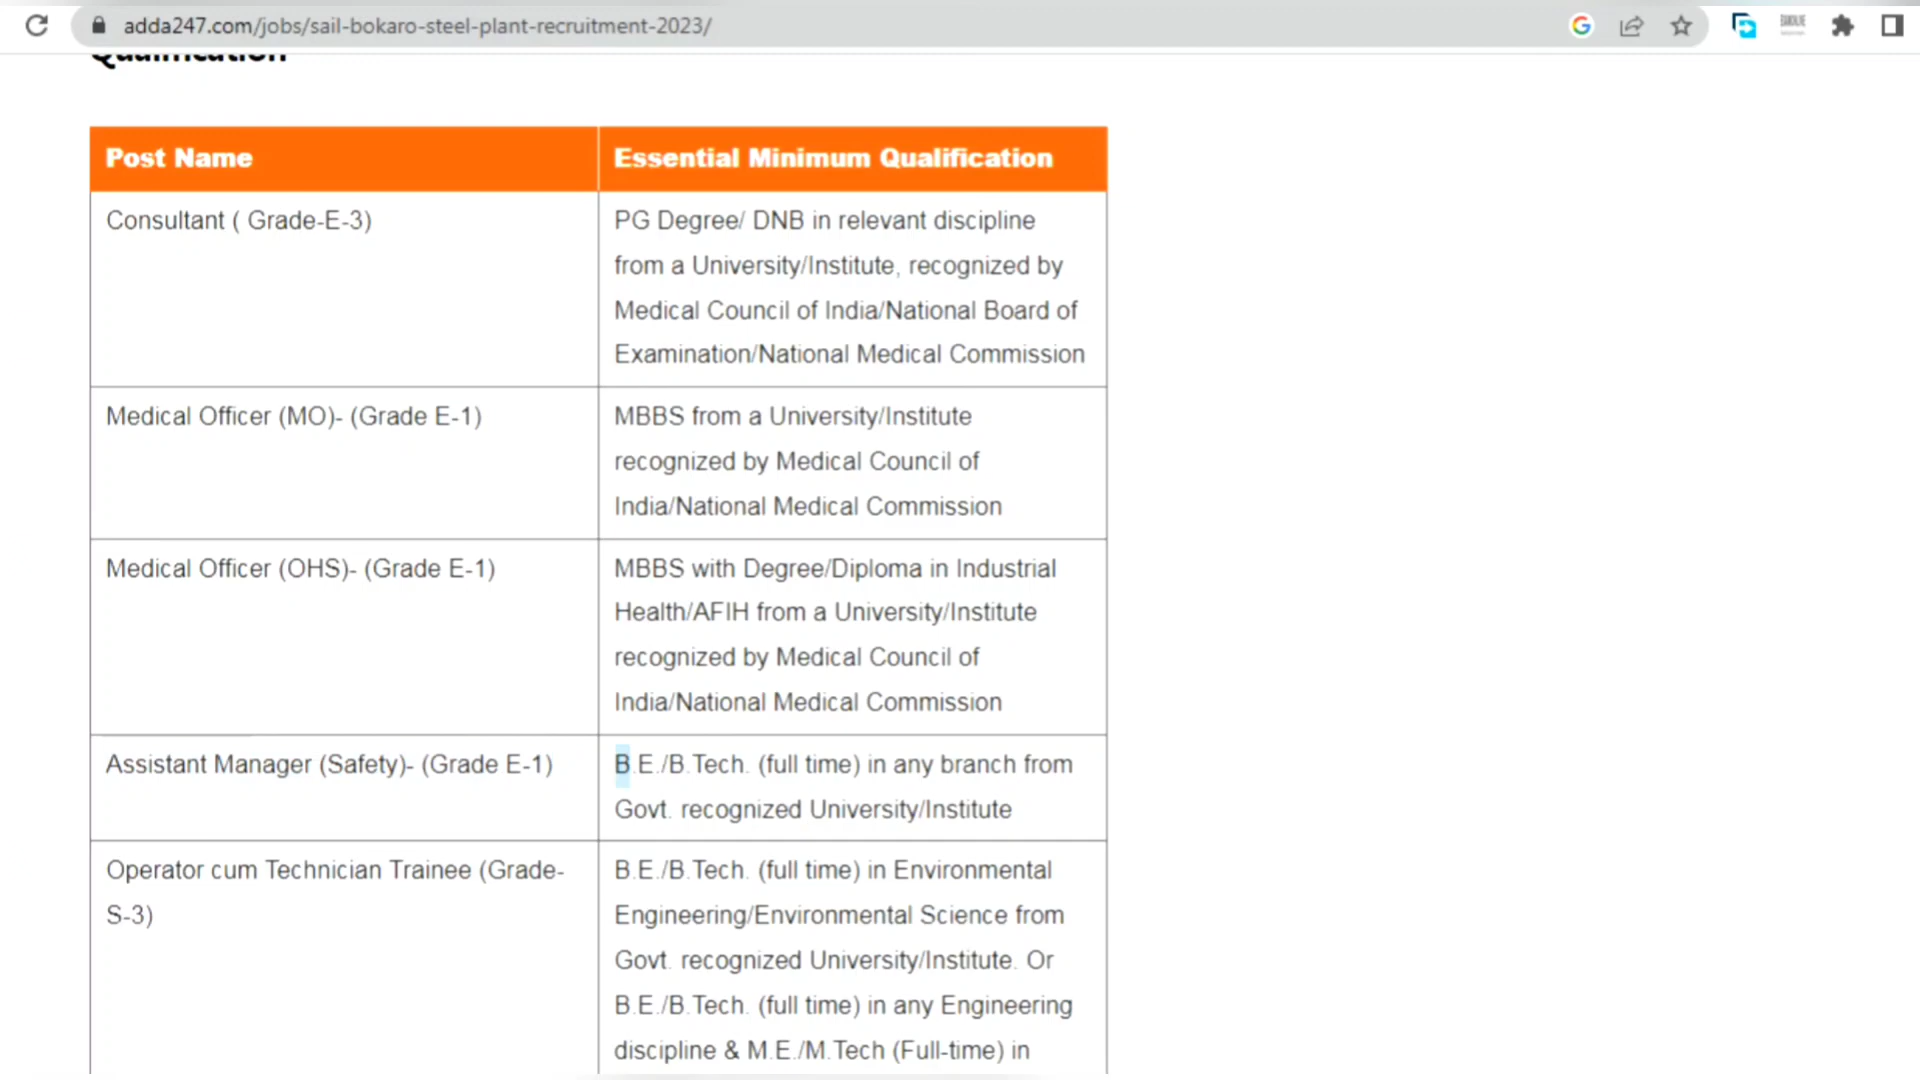 adda247.com/jobs/sail-bokaro-steel-plant-recruitment-2023/
Qualification
Post Name
Essential Minimum Qualification
Consultant ( Grade-E-3)
PG Degree/ DNB in relevant discipline
from a University/Institute, recognized by
Medical Council of India/National Board of
Examination/National Medical Commission
Medical Officer (MO)- (Grade E-1)
MBBS from a University/Institute
recognized by Medical Council of
India/National Medical Commission
Medical Officer (OHS)- (Grade E-1)
MBBS with Degree/Diploma in Industrial
Health/AFIH from a University/Institute
recognized by Medical Council of
India/National Medical Commission
Assistant Manager (Safety)- (Grade E-1)
B.E./B.Tech. (full time) in any branch from
Govt. recognized University/Institute
Operator cum Technician Trainee (Grade-
S-3)
B.E./B.Tech. (full time) in Environmental
Engineering/Environmental Science from
Govt. recognized University/Institute. Or
B.E./B.Tech. (full time) in any Engineering
discipline & M.E./M.Tech (Full-time) in